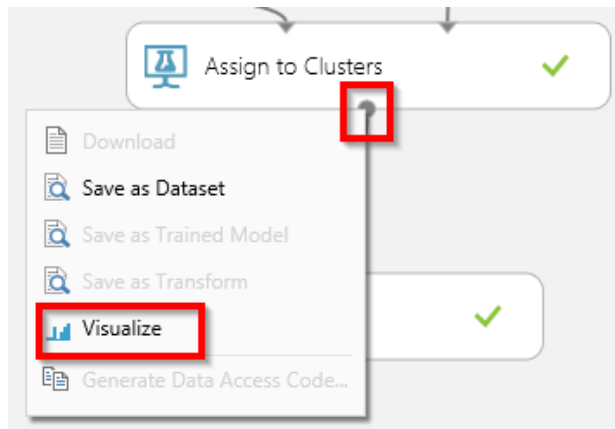 Assign to Clusters
Download
Save as Dataset
Save as Trained Model
Save as Transform
Visualize
Generate Data Access Code...